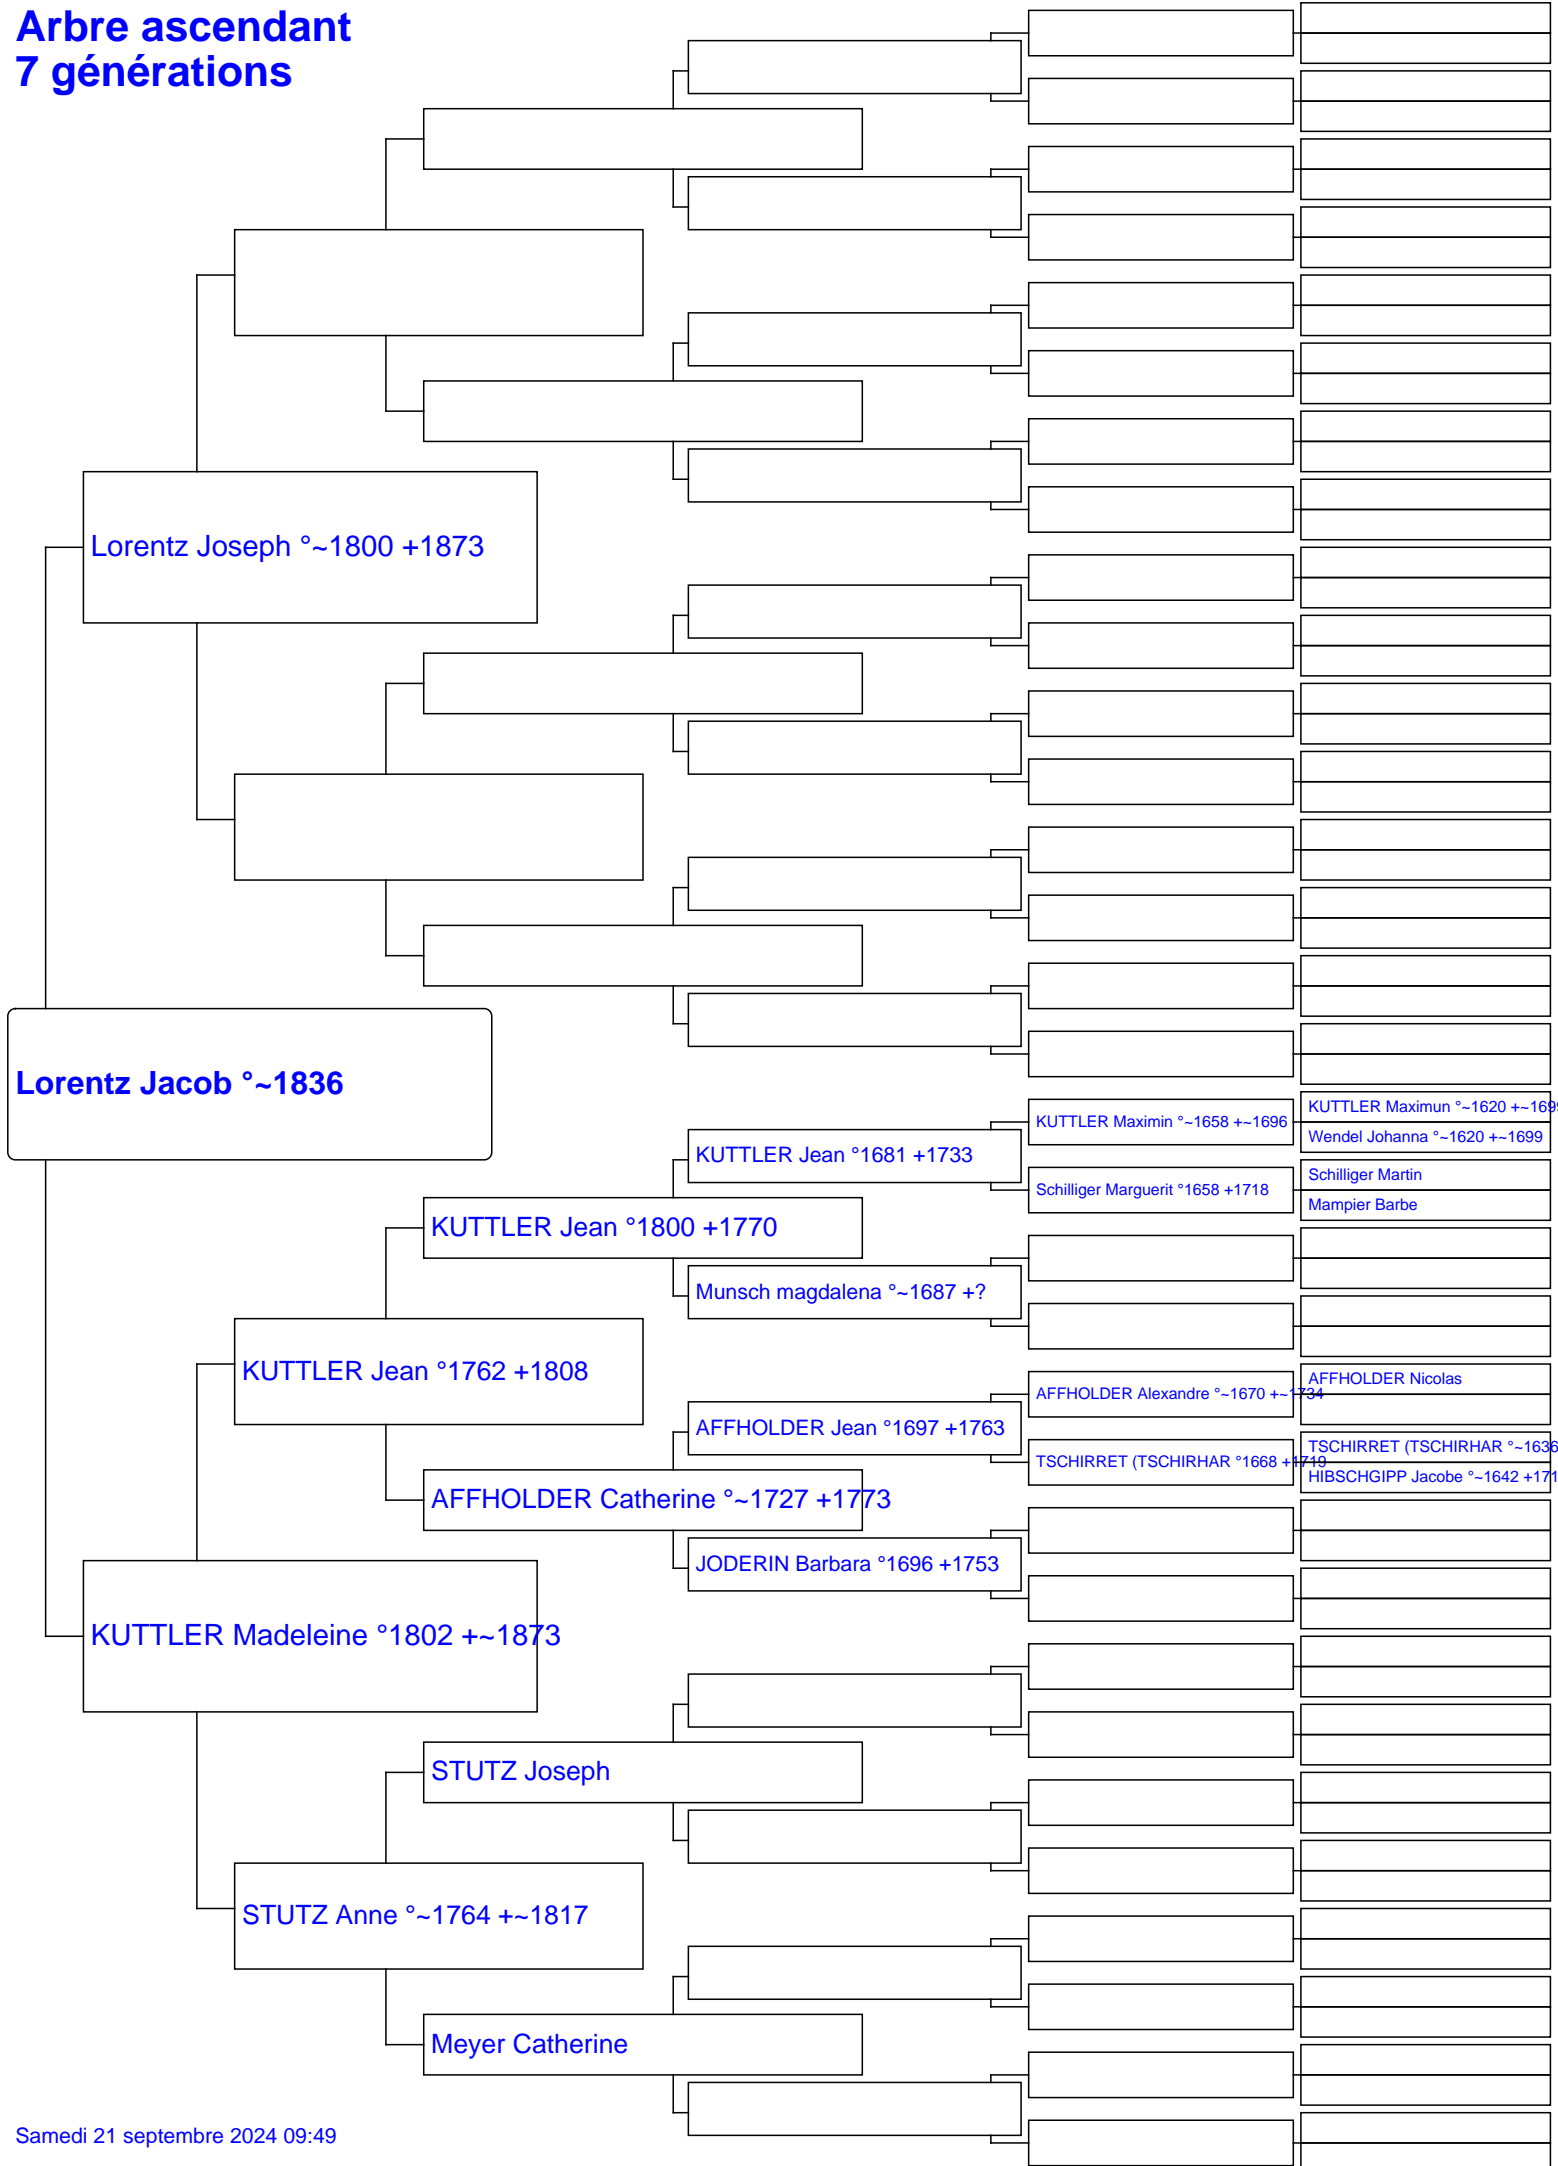 Arbre ascendant
7 générations
Lorentz Joseph °~1800 +1873
Lorentz Jacob °~1836
KUTTLER Maximin °~1658 +~1696
KUTTLER Maximun °~1620 +~169
Wendel Johanna °~1620 +~1699
KUTTLER Jean °1681 +1733
Schilliger Marguerit °1658 +1718
Schilliger Martin
Mampier Barbe
KUTTLER Jean °1800 +1770
Munsch magdalena °~1687 +?
KUTTLER Jean °1762 +1808
AFFHOLDER Alexandre °~1670 +~1734
AFFHOLDER Nicolas
AFFHOLDER Jean °1697 +1763
TSCHIRRET (TSCHIRHAR °1668 +1719
TSCHIRRET (TSCHIRHAR °~1636
HIBSCHGIPP Jacobe °~1642 +171
AFFHOLDER Catherine °~1727 +1773
JODERIN Barbara °1696 +1753
KUTTLER Madeleine °1802 +~1873
STUTZ Joseph
STUTZ Anne °~1764 +~1817
Meyer Catherine
Samedi 21 septembre 2024 09:49